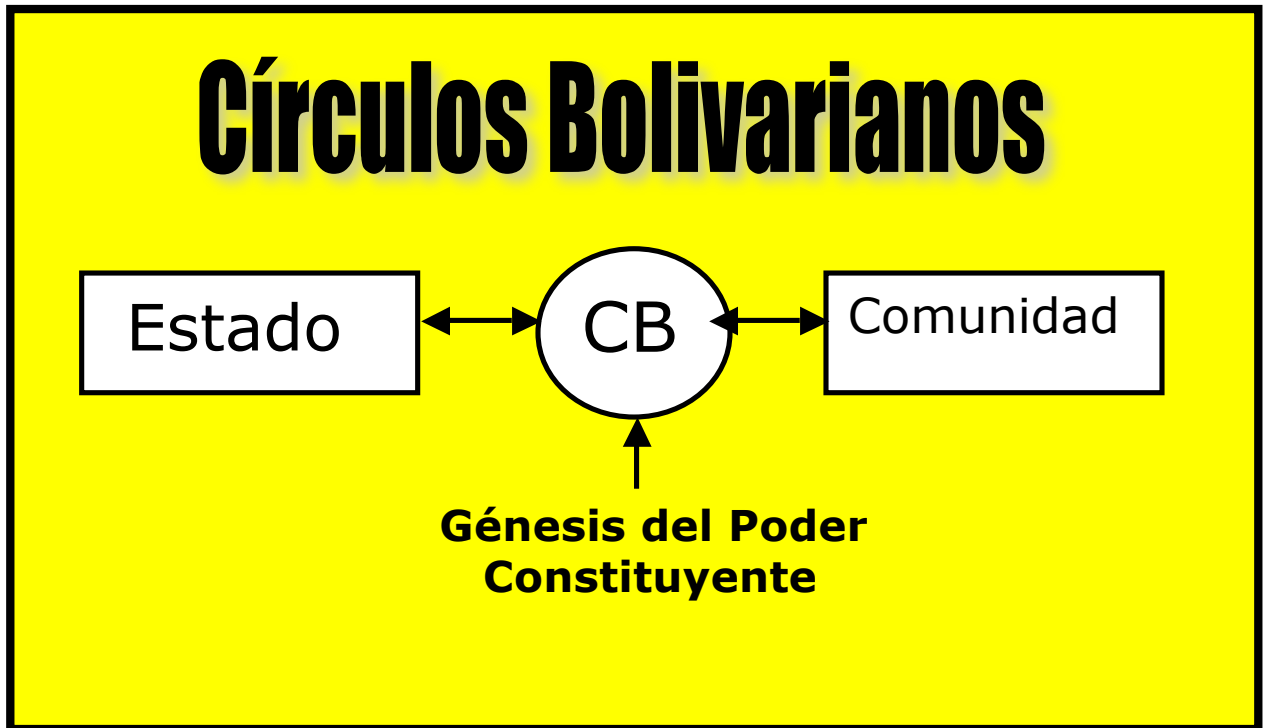 Círculos Bolivarianos
Estado
CB
Comunidad
Génesis del Poder
Constituyente